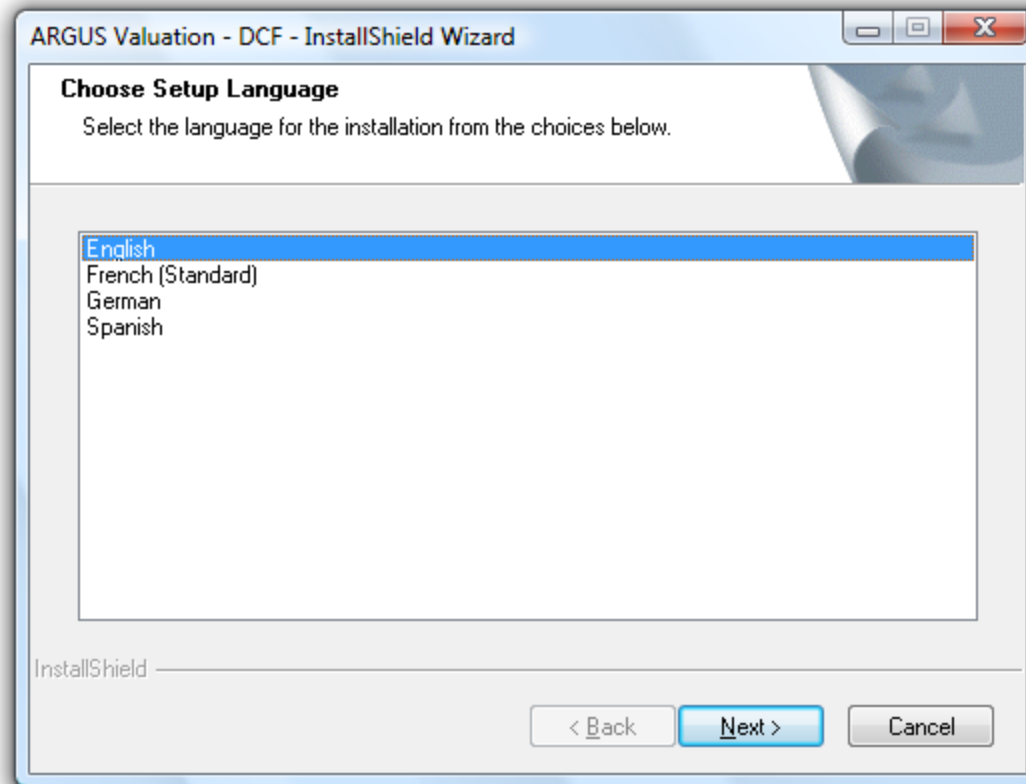 ARGUS Valuation - DCF - InstallShield Wizard
Choose Setup Language
Select the language for the installation from the choices below.
English
French (Standard)
German
Spanish
InstallShield
< Back
Next >
Cancel